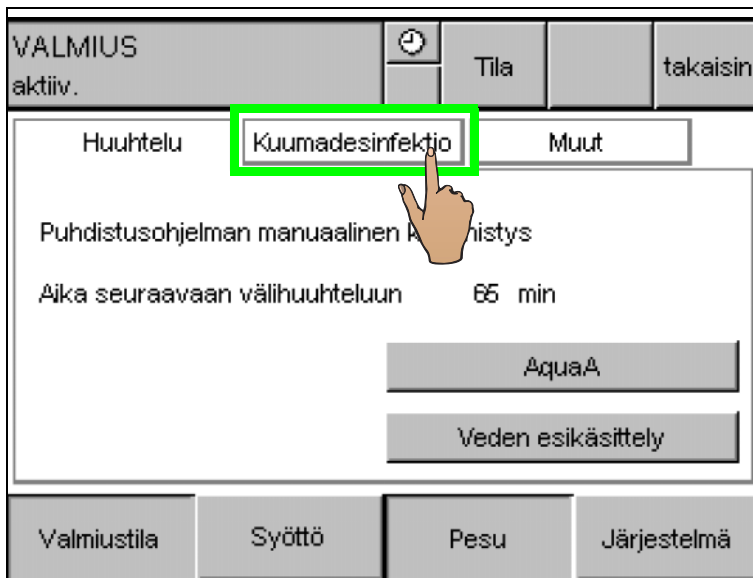 VALMIUS
aktiiv.
Tila
takaisin
Huuhtelu
Kuumadesinfektio
Muut
Puhdistusohjelman manuaalinen
Aika seuraavaan välihuuhteluun 65 min
AquaA
Veden esikäsittely
Valmiustila
Syöttö
Pesu
Järjestelmä